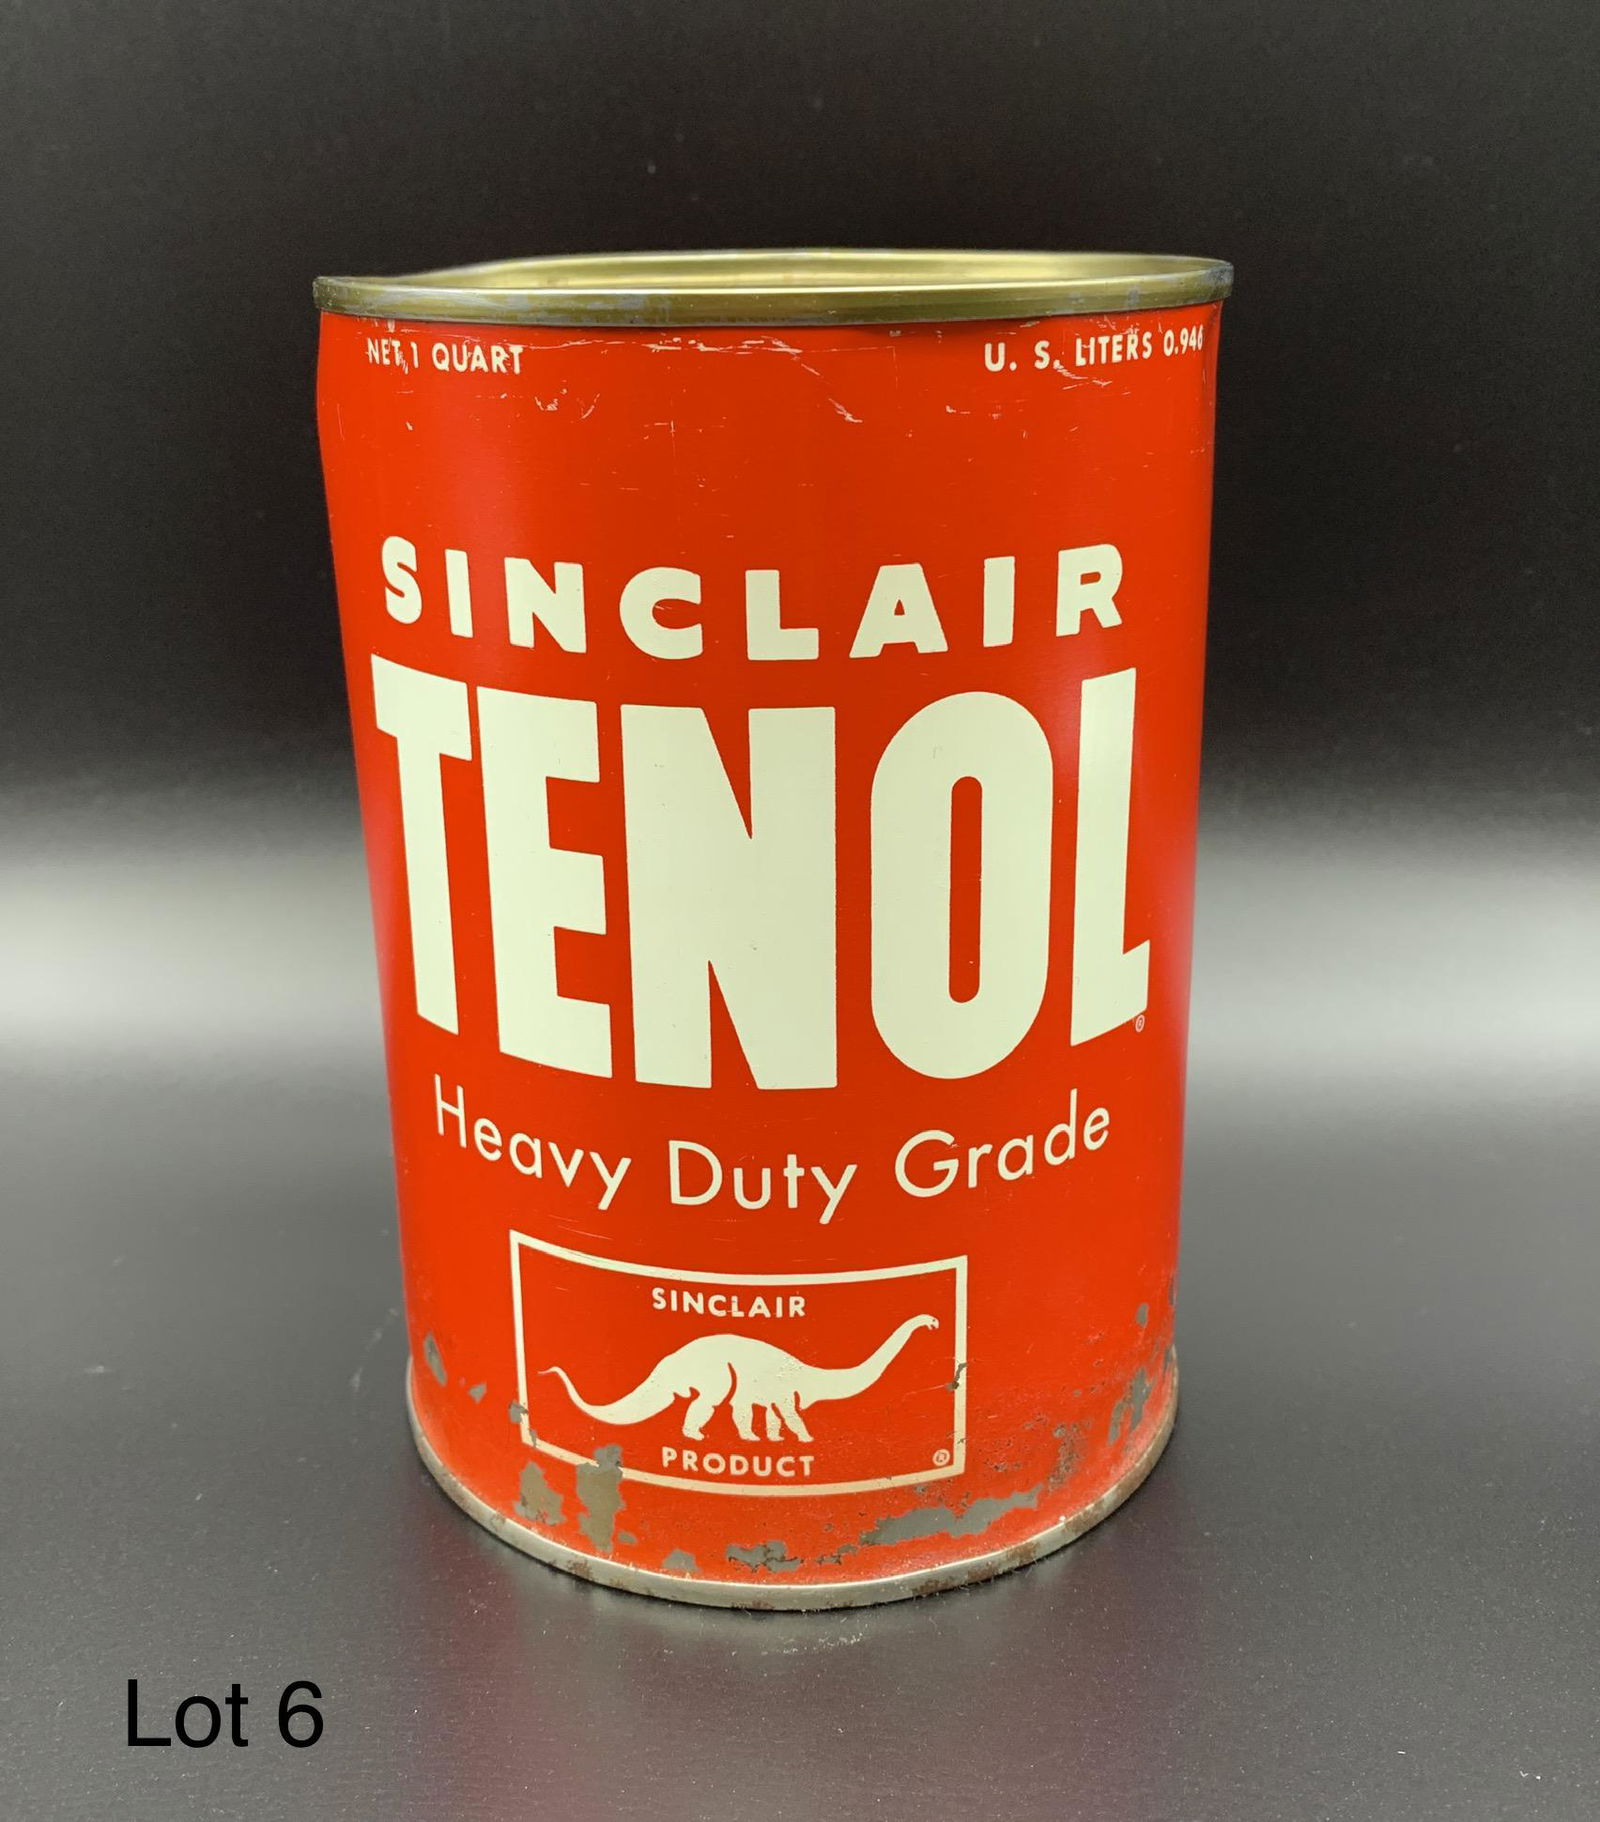 NET 1 QUART
U. S. LITERS 0.946
SINCLAIR
TENOL
®
Heavy Duty Grade
SINCLAIR
PRODUCT
®
Lot 6